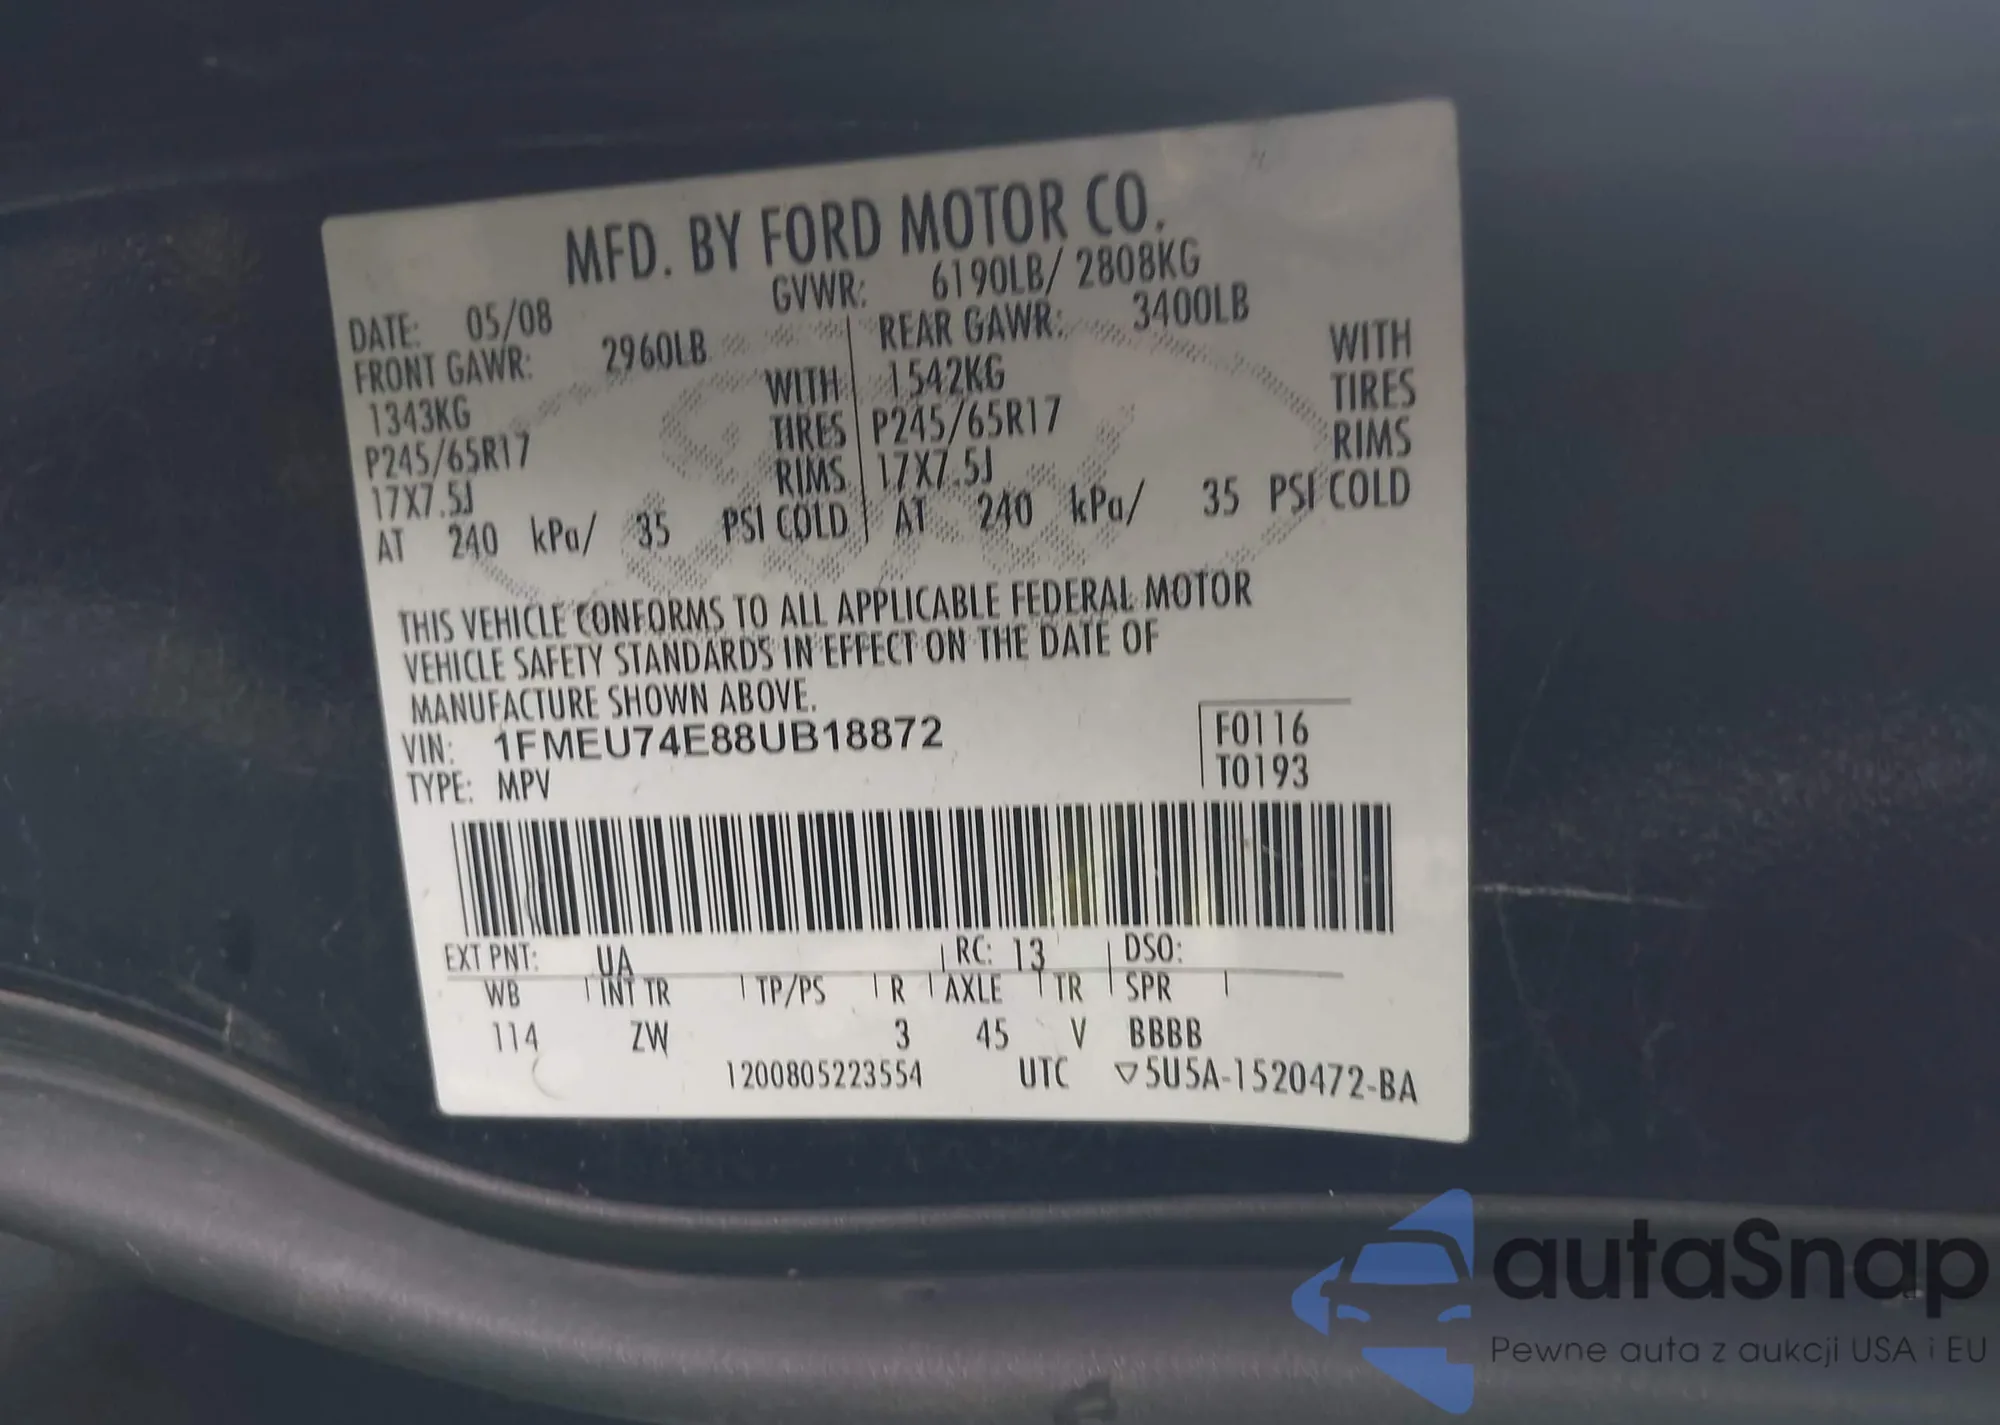 MFD. BY FORD MOTOR CO.
DATE: 05/08 GVWR: 6190LB/ 2808KG
FRONT GAWR: 2960LB REAR GAWR: 3400LB
1343KG WITH 1542KG WITH
P245/65R17 TIRES P245/65R17 TIRES
17X7.5J RIMS 17X7.5J RIMS
AT 240 kPa/ 35 PSI COLD AT 240 kPa/ 35 PSI COLD
THIS VEHICLE CONFORMS TO ALL APPLICABLE FEDERAL MOTOR
VEHICLE SAFETY STANDARDS IN EFFECT ON THE DATE OF
MANUFACTURE SHOWN ABOVE.
VIN: 1FMEU74E88UB18872 F0116
TYPE: MPV T0193
EXT PNT: UA RC: 13 DSO:
WB INT TR TP/PS R AXLE TR SPR
114 ZW 3 45 V BBBB
1200805223554 UTC ▽5U5A-1520472-BA
autoSnap
Pewne auta z aukcji USA i EU